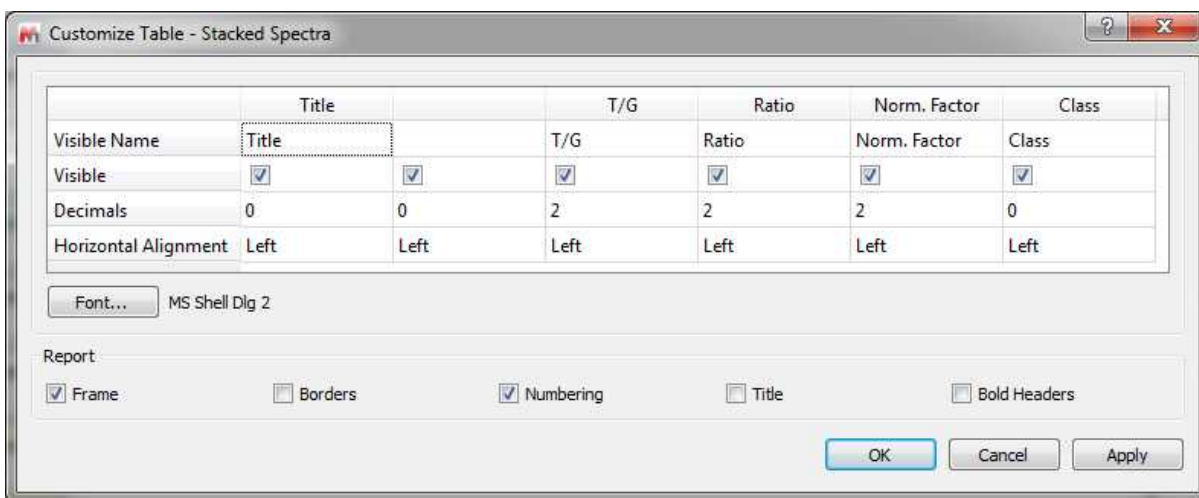 Customize Table - Stacked Spectra
Title T/G Ratio Norm. Factor Class
Visible Name Title T/G Ratio Norm. Factor Class
Visible
Decimals 0 0 2 2 2 0
Horizontal Alignment Left Left Left Left Left Left
Font... MS Shell Dlg 2
Report
Frame Borders Numbering Title Bold Headers
OK Cancel Apply